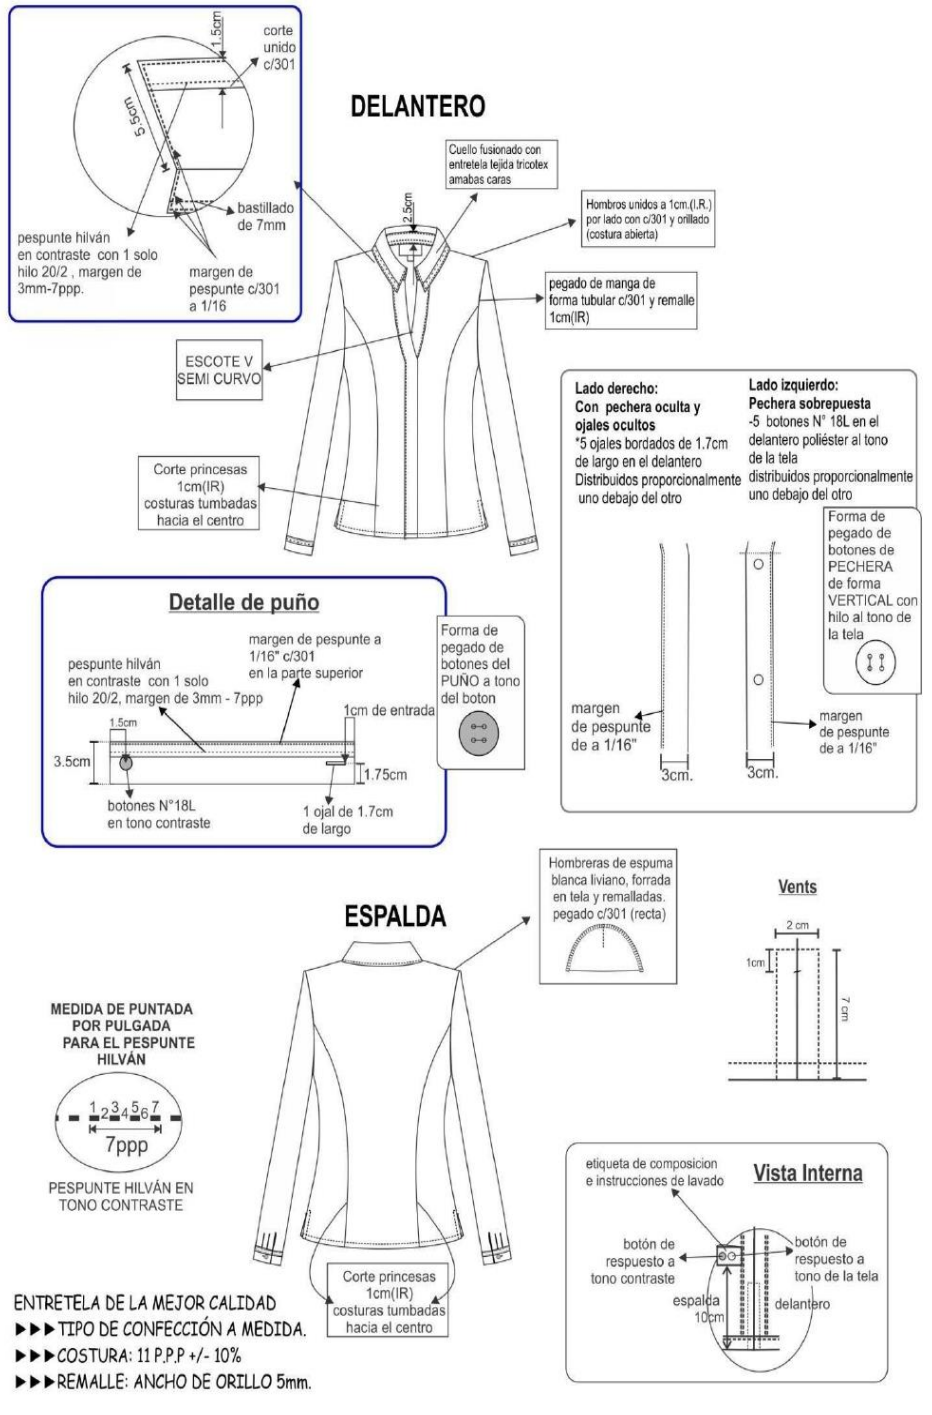 1.5cm
corte
unido
c/301
5.5cm
bastillado
de 7mm
pespunte hilván
en contraste con 1 solo
hilo 20/2 , margen de
3mm-7ppp.
margen de
pespunte c/301
a 1/16
DELANTERO
Cuello fusionado con
entretela tejida tricotex
amabas caras
2.5cm
Hombros unidos a 1cm.(I.R.)
por lado con c/301 y orillado
(costura abierta)
pegado de manga de
forma tubular c/301 y remalle
1cm(IR)
ESCOTE V
SEMI CURVO
Corte princesas
1cm(IR)
costuras tumbadas
hacia el centro
Lado derecho:
Con pechera oculta y
ojales ocultos
*5 ojales bordados de 1.7cm
de largo en el delantero
Distribuidos proporcionalmente
uno debajo del otro
Lado izquierdo:
Pechera sobrepuesta
-5 botones N° 18L en el
delantero poliéster al tono
de la tela
distribuidos proporcionalmente
uno debajo del otro
Forma de
pegado de
botones de
PECHERA
de forma
VERTICAL con
hilo al tono de
la tela
margen
de pespunte
de a 1/16"
3cm.
3cm.
margen
de pespunte
de a 1/16"
Detalle de puño
pespunte hilván
en contraste con 1 solo
hilo 20/2, margen de 3mm - 7ppp
margen de pespunte a
1/16" c/301
en la parte superior
1.5cm
1cm de entrada
3.5cm
1.75cm
botones N°18L
en tono contraste
1 ojal de 1.7cm
de largo
Forma de
pegado de
botones del
PUÑO a tono
del boton
ESPALDA
Hombreras de espuma
blanca liviano, forrada
en tela y remalladas.
pegado c/301 (recta)
Vents
2 cm
1cm
7 cm
MEDIDA DE PUNTADA
POR PULGADA
PARA EL PESPUNTE
HILVÁN
1 2 3 4 5 6 7
7ppp
PESPUNTE HILVÁN EN
TONO CONTRASTE
Corte princesas
1cm(IR)
costuras tumbadas
hacia el centro
etiqueta de composicion
e instrucciones de lavado
Vista Interna
botón de
respuesto a
tono contraste
botón de
respuesto a
tono de la tela
espalda
10cm
delantero
ENTRETELA DE LA MEJOR CALIDAD
▶▶▶TIPO DE CONFECCIÓN A MEDIDA.
▶▶▶COSTURA: 11 P.P.P +/- 10%
▶▶▶REMALLE: ANCHO DE ORILLO 5mm.